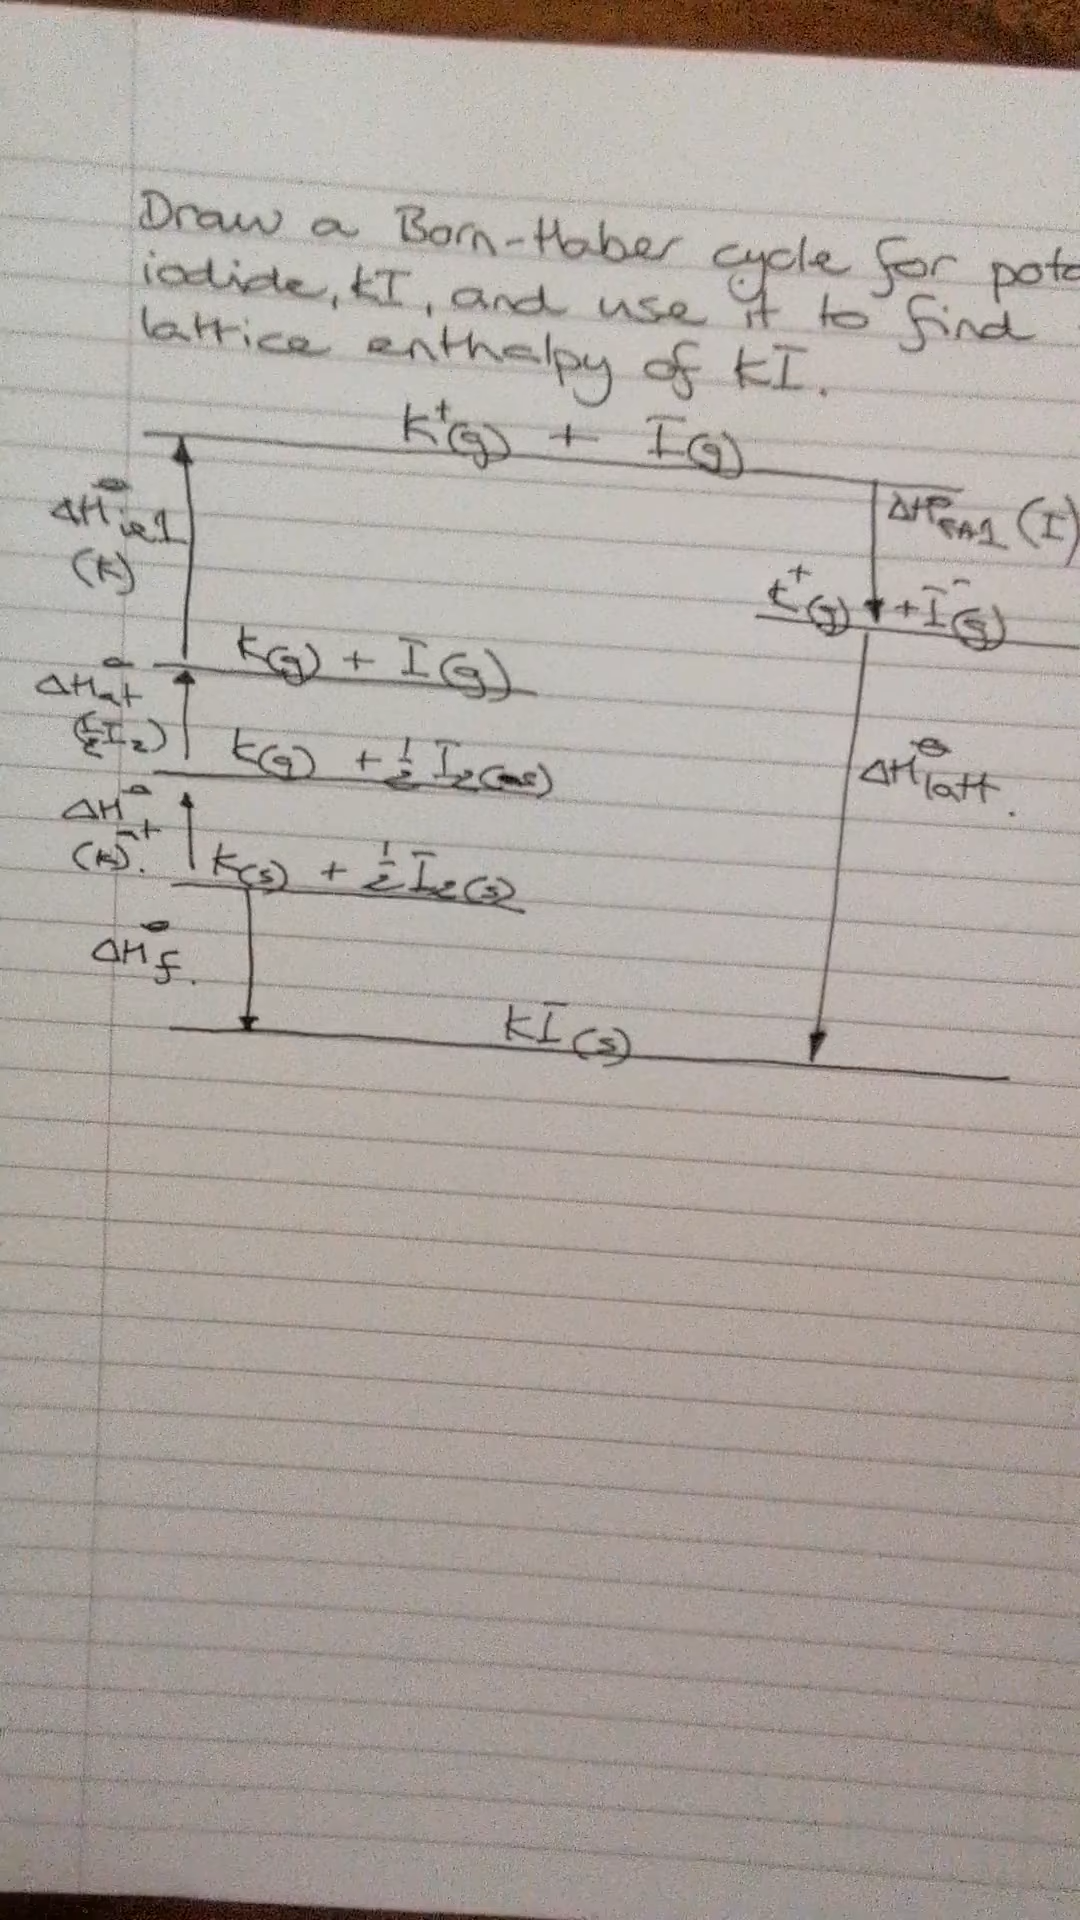 Draw a Born-Haber cycle for pota
iodide, KI, and use it to find
lattice enthalpy of KI.
K⁺(g) + I(g)
ΔH⦵ie1
(K)
ΔH⦵EA1 (I)
K⁺(g) + I⁻(g)
K(g) + I(g)
ΔH⦵at
(½I₂)
K(g) + ½ I₂(s)
ΔH⦵latt.
ΔH⦵at
(K).
K(s) + ½ I₂(s)
ΔH⦵f.
KI(s)